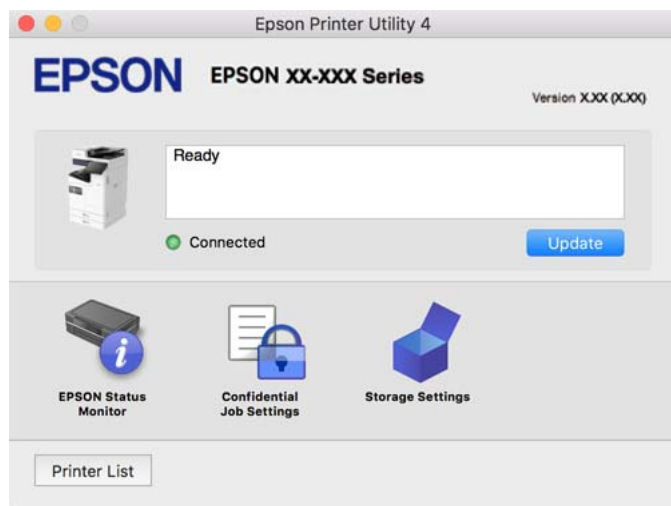 Epson Printer Utility 4
EPSON
EPSON XX-XXX Series
Version X.XX (X.XX)
Ready
Connected
Update
i
EPSON Status
Monitor
Confidential
Job Settings
Storage Settings
Printer List